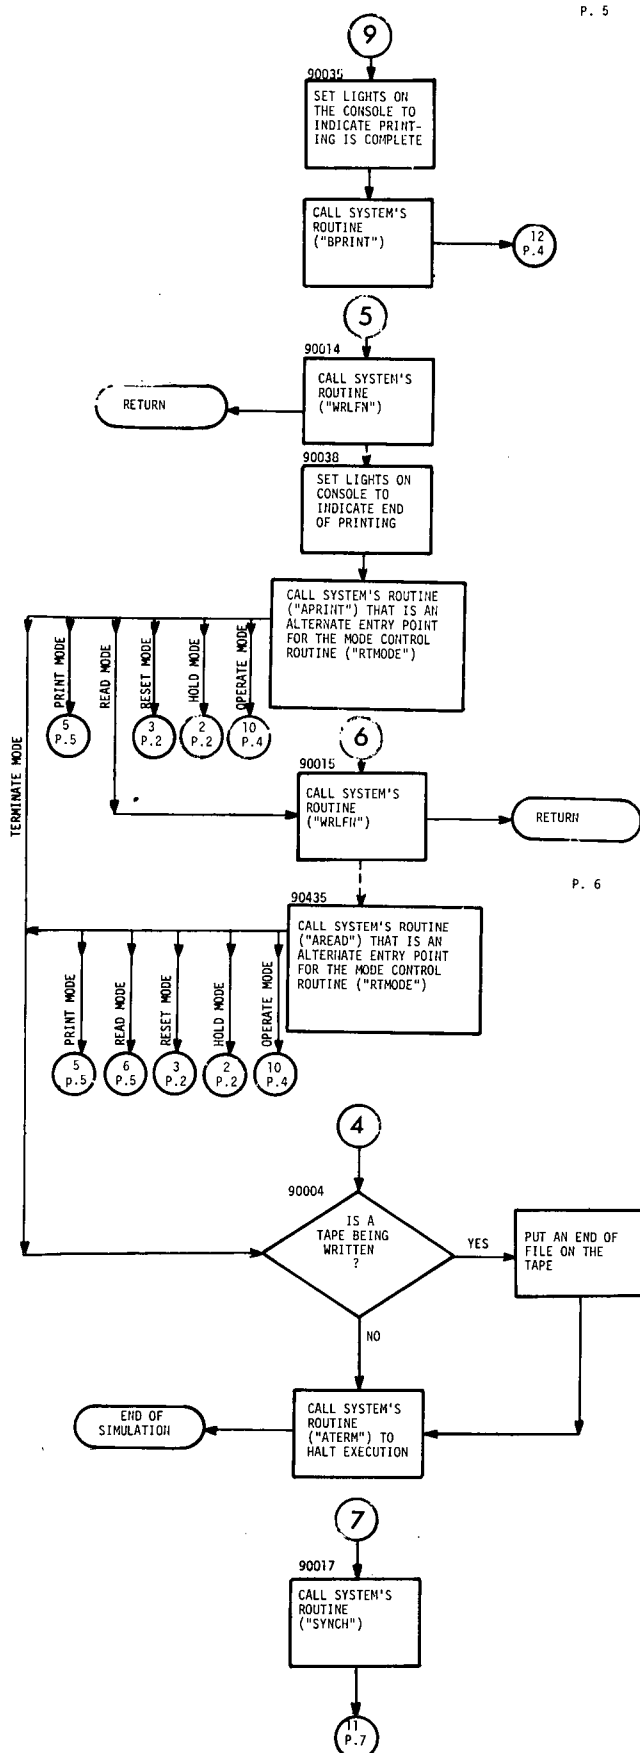 P. 5
9
90035
SET LIGHTS ON
THE CONSOLE TO
INDICATE PRINT-
ING IS COMPLETE
CALL SYSTEM'S
ROUTINE
("BPRINT")
12
P.4
5
90014
CALL SYSTEM'S
ROUTINE
("WRLFN")
RETURN
90038
SET LIGHTS ON
CONSOLE TO
INDICATE END
OF PRINTING
CALL SYSTEM'S ROUTINE
("APRINT") THAT IS AN
ALTERNATE ENTRY POINT
FOR THE MODE CONTROL
ROUTINE ("RTMODE")
TERMINATE MODE
PRINT MODE
READ MODE
RESET MODE
HOLD MODE
OPERATE MODE
5
P.5
3
P.2
2
P.2
10
P.4
6
90015
CALL SYSTEM'S
ROUTINE
("WRLFN")
RETURN
P. 6
90435
CALL SYSTEM'S ROUTINE
("AREAD") THAT IS AN
ALTERNATE ENTRY POINT
FOR THE MODE CONTROL
ROUTINE ("RTMODE")
PRINT MODE
READ MODE
RESET MODE
HOLD MODE
OPERATE MODE
5
p.5
6
P.5
3
P.2
2
P.2
10
P.4
4
90004
IS A
TAPE BEING
WRITTEN
?
YES
PUT AN END OF
FILE ON THE
TAPE
NO
CALL SYSTEM'S
ROUTINE
("ATERM") TO
HALT EXECUTION
END OF
SIMULATION
7
90017
CALL SYSTEM'S
ROUTINE
("SYNCH")
11
P.7